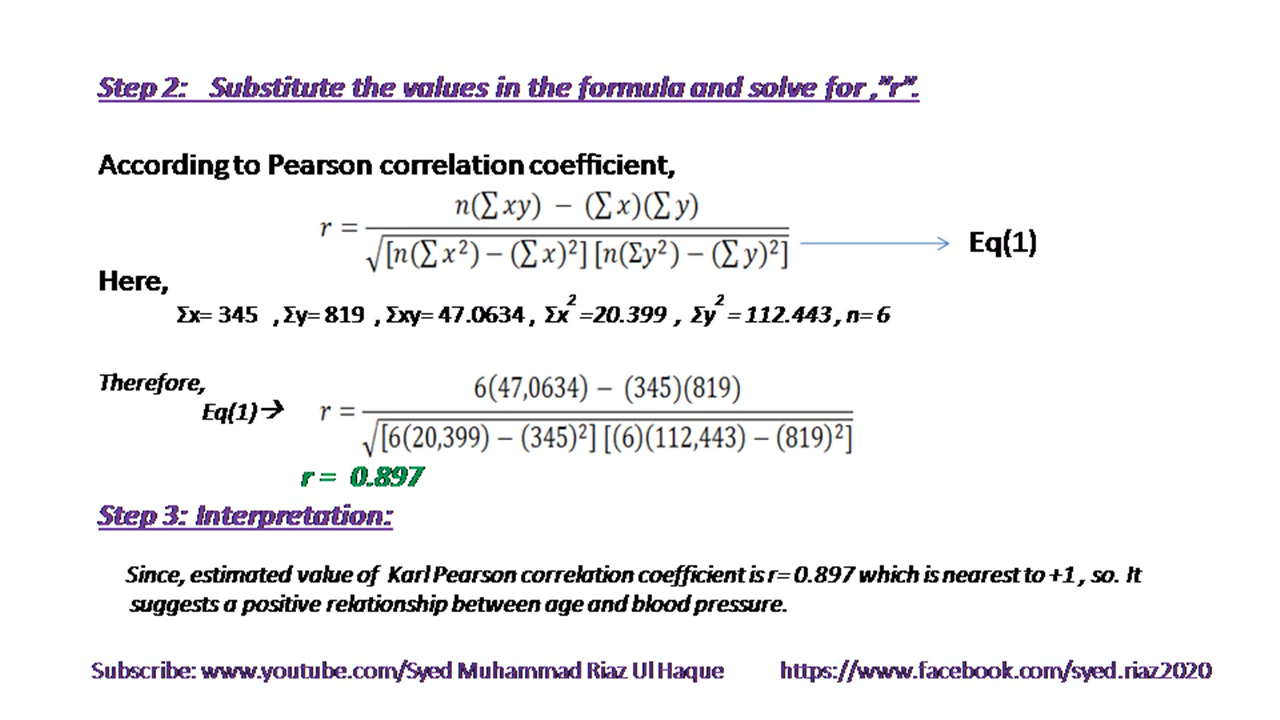 Step 2: Substitute the values in the formula and solve for ,”r”.
According to Pearson correlation coefficient,
r = n(∑ xy) − (∑ x)(∑ y) / √[n(∑ x²) − (∑ x)²] [n(Σy²) − (∑ y)²] Eq(1)
Here,
Σx= 345 , Σy= 819 , Σxy= 47.0634 , Σx²=20.399 , Σy²= 112.443 , n= 6
Therefore,
Eq(1)→ r = 6(47,0634) − (345)(819) / √[6(20,399) − (345)²] [(6)(112,443) − (819)²]
r = 0.897
Step 3: Interpretation:
Since, estimated value of Karl Pearson correlation coefficient is r= 0.897 which is nearest to +1 , so. It
suggests a positive relationship between age and blood pressure.
Subscribe: www.youtube.com/Syed Muhammad Riaz Ul Haque https://www.facebook.com/syed.riaz2020